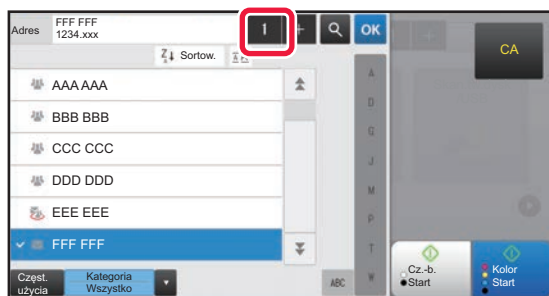 Adres
FFF FFF
1234.xxx
1
+
OK
CA
Z↓ Sortow.
AAA AAA
BBB BBB
CCC CCC
DDD DDD
EEE EEE
FFF FFF
A
D
G
J
M
P
T
W
Częst.
użycia
Kategoria
Wszystko
ABC
Cz.-b.
Start
Kolor
Start